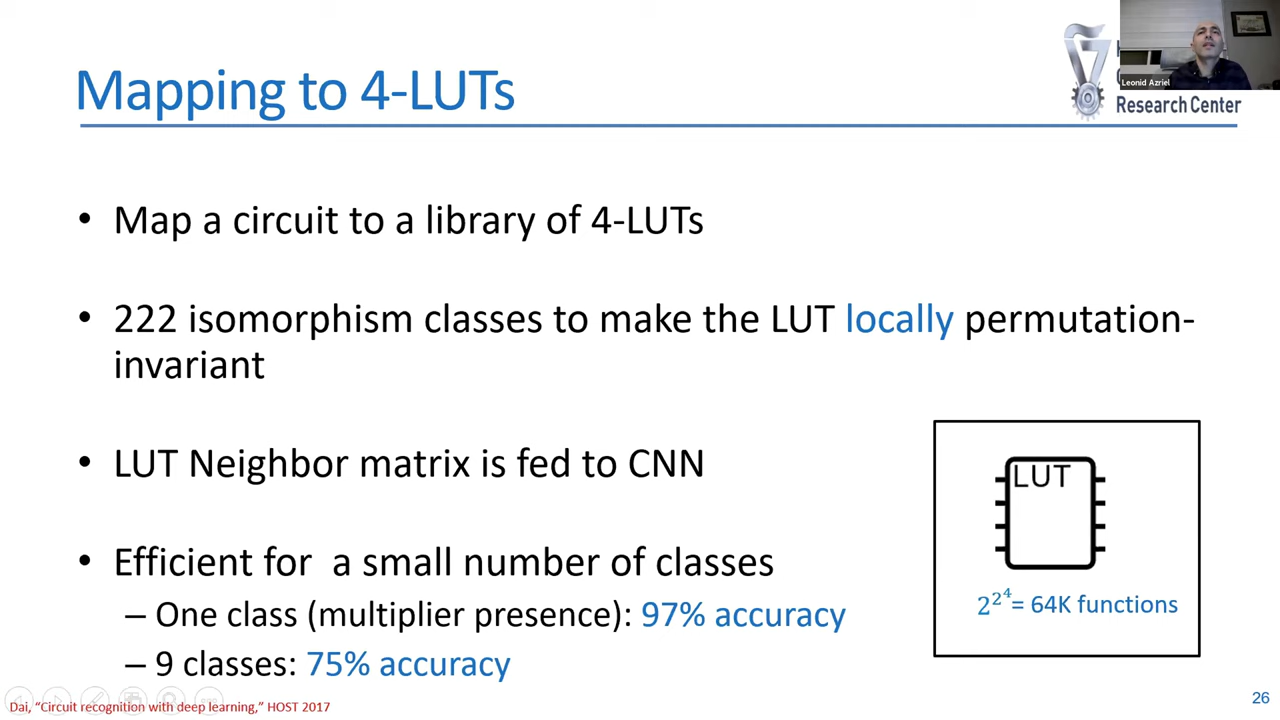 Mapping to 4-LUTs
Leonid Azriel
Research Center
• Map a circuit to a library of 4-LUTs
• 222 isomorphism classes to make the LUT locally permutation-
invariant
• LUT Neighbor matrix is fed to CNN
• Efficient for a small number of classes
– One class (multiplier presence): 97% accuracy
– 9 classes: 75% accuracy
LUT
2^2^4 = 64K functions
Dai, “Circuit recognition with deep learning,” HOST 2017
26